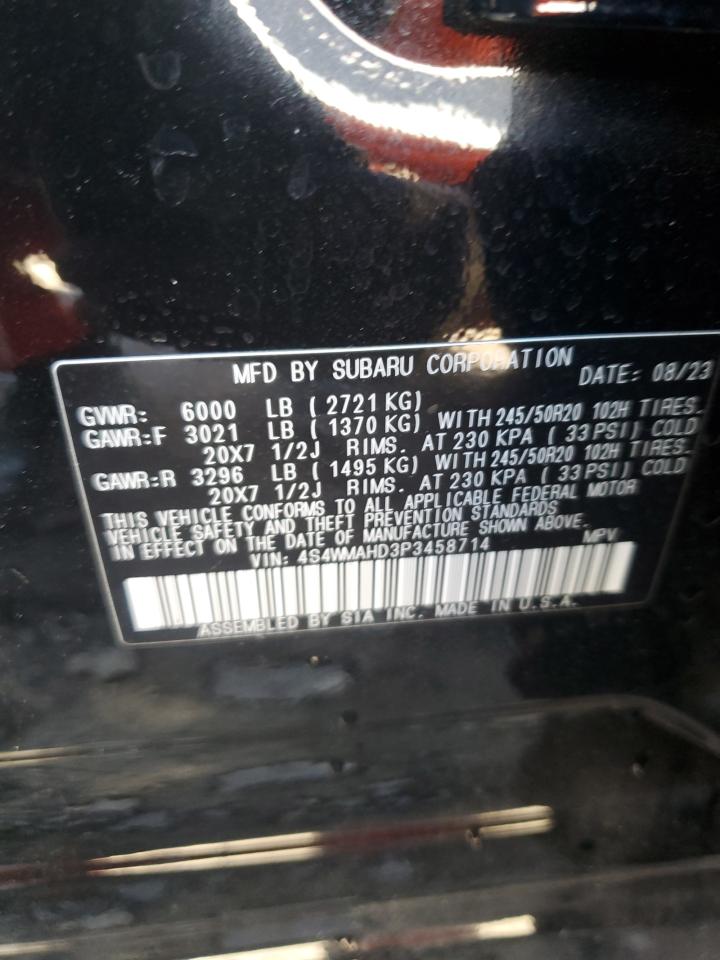 MFD BY SUBARU CORPORATION DATE: 08/23
GVWR: 6000 LB ( 2721 KG)
GAWR:F 3021 LB ( 1370 KG) WITH 245/50R20 102H TIRES.
20X7 1/2J RIMS. AT 230 KPA ( 33 PSI) COLD
GAWR:R 3296 LB ( 1495 KG) WITH 245/50R20 102H TIRES.
20X7 1/2J RIMS. AT 230 KPA ( 33 PSI) COLD
THIS VEHICLE CONFORMS TO ALL APPLICABLE FEDERAL MOTOR
VEHICLE SAFETY AND THEFT PREVENTION STANDARDS
IN EFFECT ON THE DATE OF MANUFACTURE SHOWN ABOVE.
VIN: 4S4WMAHD3P3458714 MPV
ASSEMBLED BY SIA INC. MADE IN U.S.A.